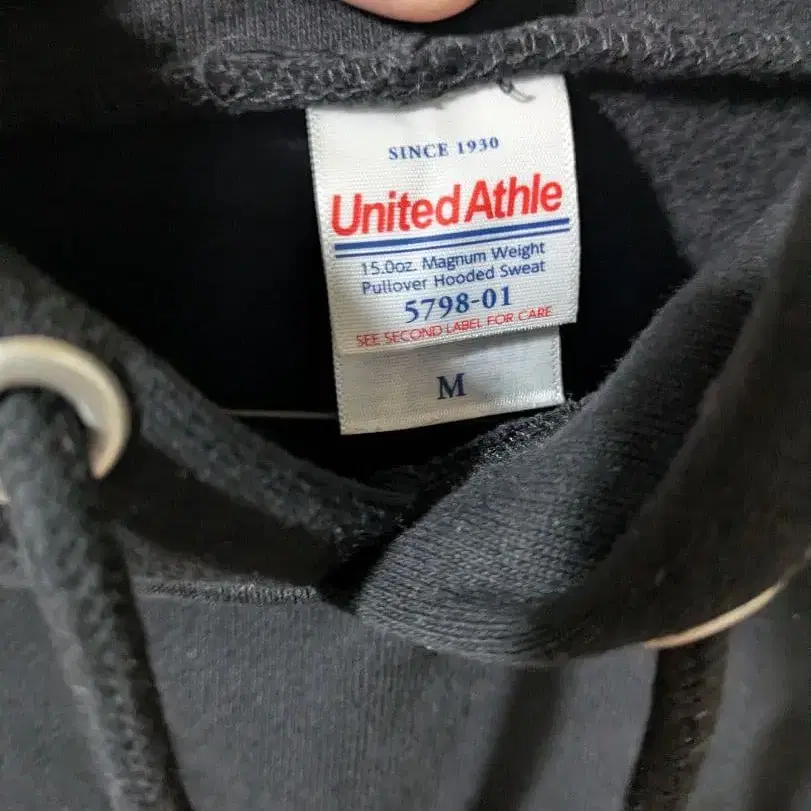 SINCE 1930
United Athle
15.0oz. Magnum Weight
Pullover Hooded Sweat
5798-01
SEE SECOND LABEL FOR CARE
M